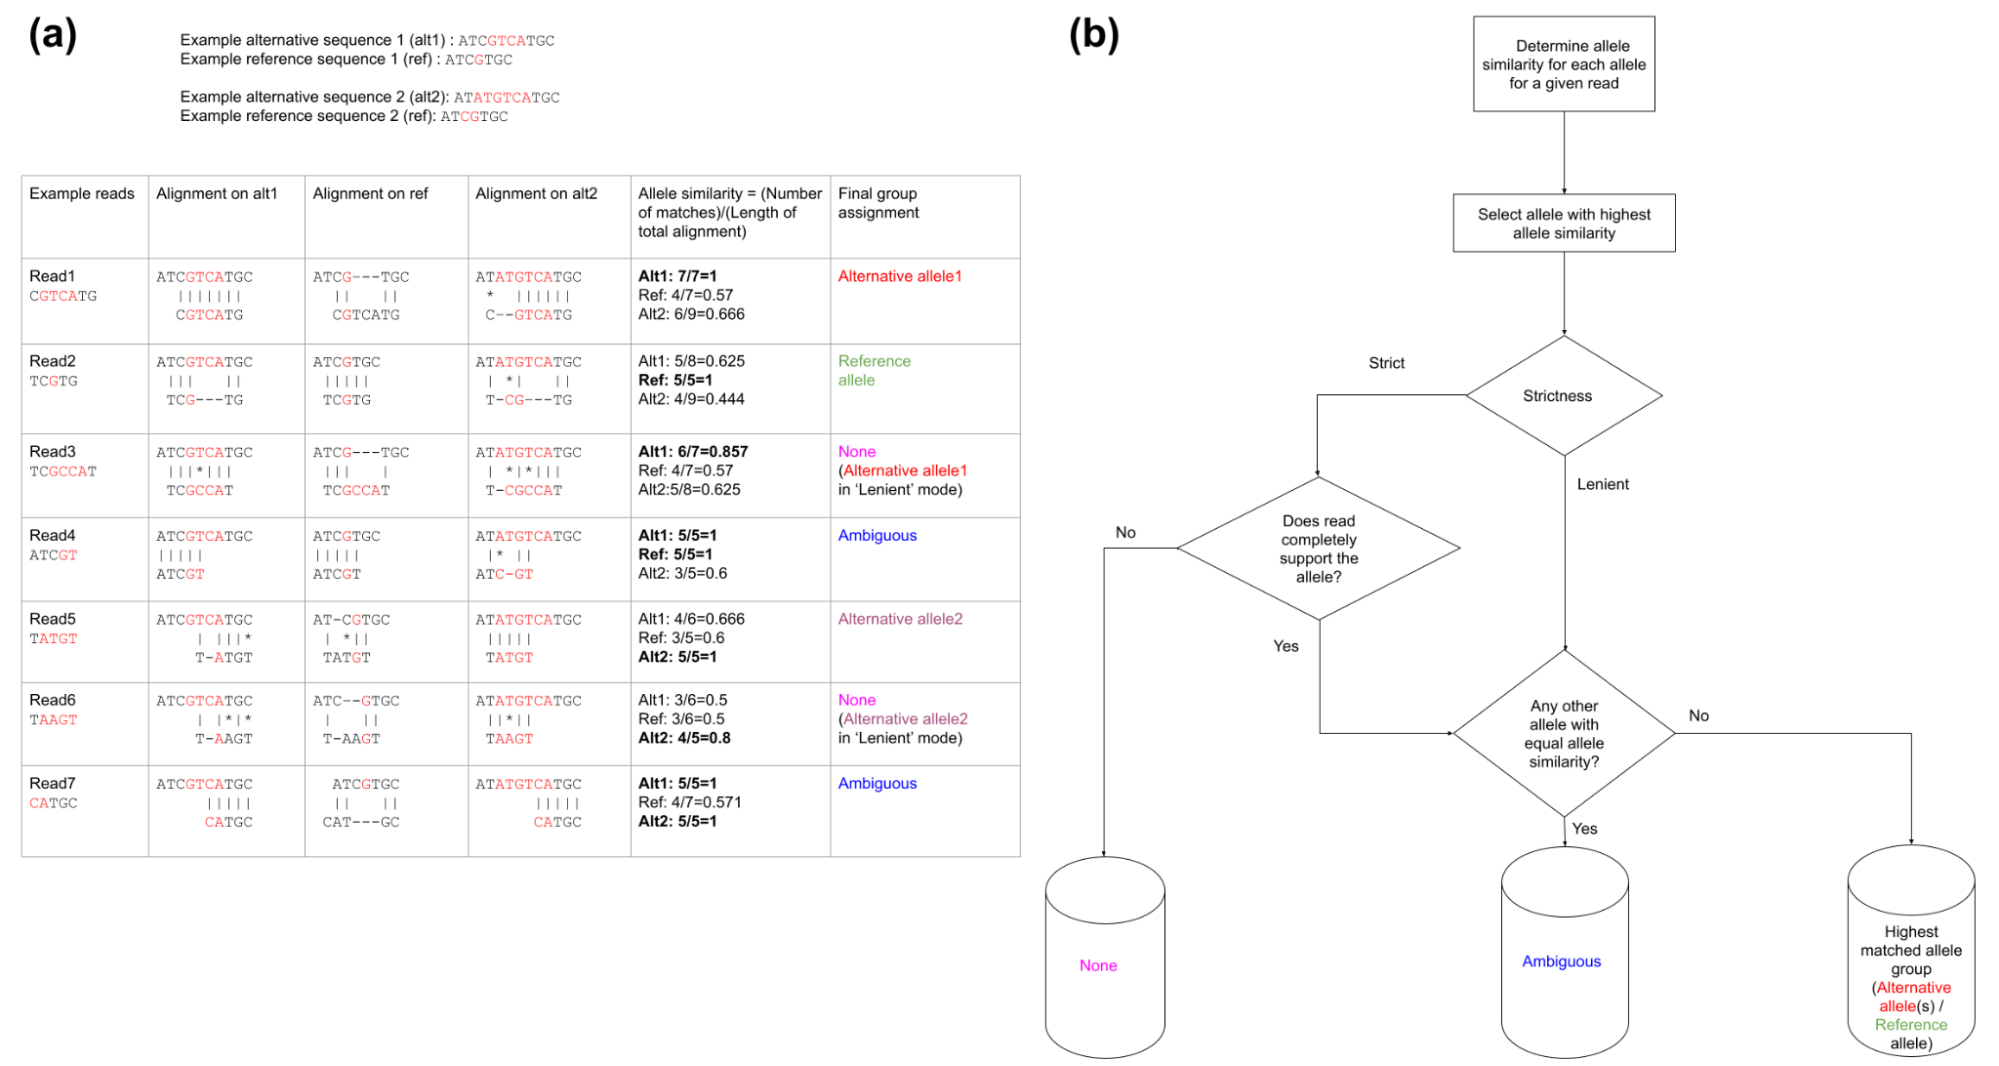 (a)
Example alternative sequence 1 (alt1) : ATCGTCATGC
Example reference sequence 1 (ref) : ATCGTGC
Example alternative sequence 2 (alt2): ATATGTCATGC
Example reference sequence 2 (ref): ATCGTGC
Example reads
Alignment on alt1
Alignment on ref
Alignment on alt2
Allele similarity = (Number
of matches)/(Length of
total alignment)
Final group
assignment
Read1
CGTCATG
ATCGTCATGC
|||||||
CGTCATG
ATCG---TGC
|| ||
CGTCATG
ATATGTCATGC
* ||||||
C--GTCATG
Alt1: 7/7=1
Ref: 4/7=0.57
Alt2: 6/9=0.666
Alternative allele1
Read2
TCGTG
ATCGTCATGC
||| ||
TCG---TG
ATCGTGC
|||||
TCGTG
ATATGTCATGC
| *| ||
T-CG---TG
Alt1: 5/8=0.625
Ref: 5/5=1
Alt2: 4/9=0.444
Reference
allele
Read3
TCGCCAT
ATCGTCATGC
|||*|||
TCGCCAT
ATCG---TGC
||| |
TCGCCAT
ATATGTCATGC
| *|*|||
T-CGCCAT
Alt1: 6/7=0.857
Ref: 4/7=0.57
Alt2:5/8=0.625
None
(Alternative allele1
in ‘Lenient’ mode)
Read4
ATCGT
ATCGTCATGC
|||||
ATCGT
ATCGTGC
|||||
ATCGT
ATATGTCATGC
|* ||
ATC-GT
Alt1: 5/5=1
Ref: 5/5=1
Alt2: 3/5=0.6
Ambiguous
Read5
TATGT
ATCGTCATGC
| |||*
T-ATGT
AT-CGTGC
| *||
TATGT
ATATGTCATGC
|||||
TATGT
Alt1: 4/6=0.666
Ref: 3/5=0.6
Alt2: 5/5=1
Alternative allele2
Read6
TAAGT
ATCGTCATGC
| |*|*
T-AAGT
ATC--GTGC
| ||
T-AAGT
ATATGTCATGC
||*||
TAAGT
Alt1: 3/6=0.5
Ref: 3/6=0.5
Alt2: 4/5=0.8
None
(Alternative allele2
in ‘Lenient’ mode)
Read7
CATGC
ATCGTCATGC
|||||
CATGC
ATCGTGC
|| ||
CAT---GC
ATATGTCATGC
|||||
CATGC
Alt1: 5/5=1
Ref: 4/7=0.571
Alt2: 5/5=1
Ambiguous
(b)
Determine allele
similarity for each allele
for a given read
Select allele with highest
allele similarity
Strictness
Strict
Lenient
Does read
completely
support the
allele?
No
Yes
Any other
allele with
equal allele
similarity?
No
Yes
None
Ambiguous
Highest
matched allele
group
(Alternative
allele(s) /
Reference
allele)